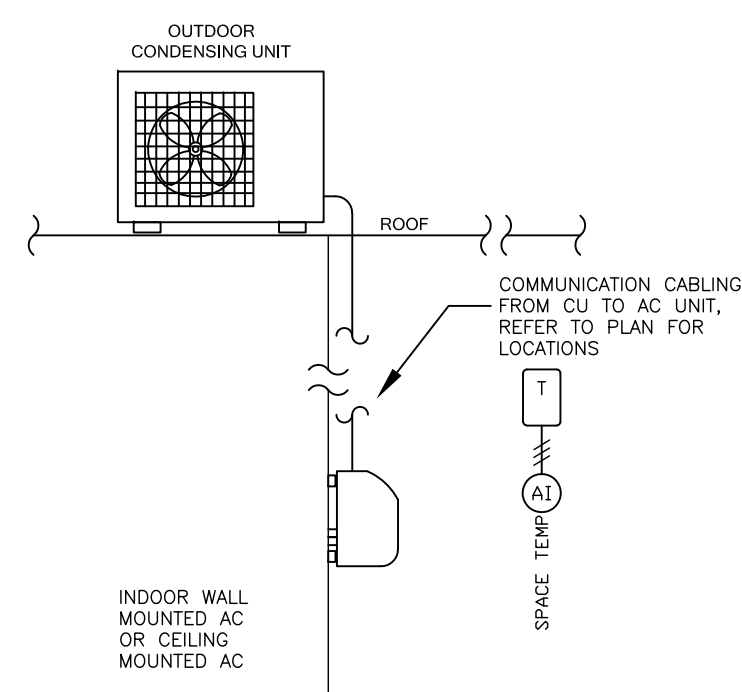 OUTDOOR
CONDENSING UNIT
ROOF
COMMUNICATION CABLING
FROM CU TO AC UNIT,
REFER TO PLAN FOR
LOCATIONS
T
AI
SPACE TEMP
INDOOR WALL
MOUNTED AC
OR CEILING
MOUNTED AC